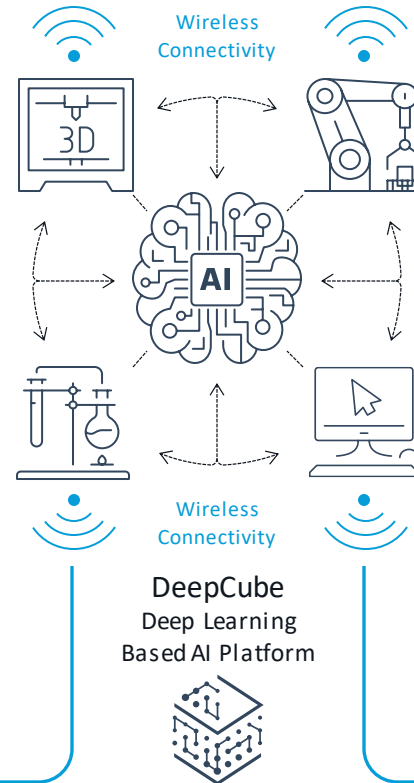 Wireless
Connectivity
3D
AI
Wireless
Connectivity
DeepCube
Deep Learning
Based AI Platform